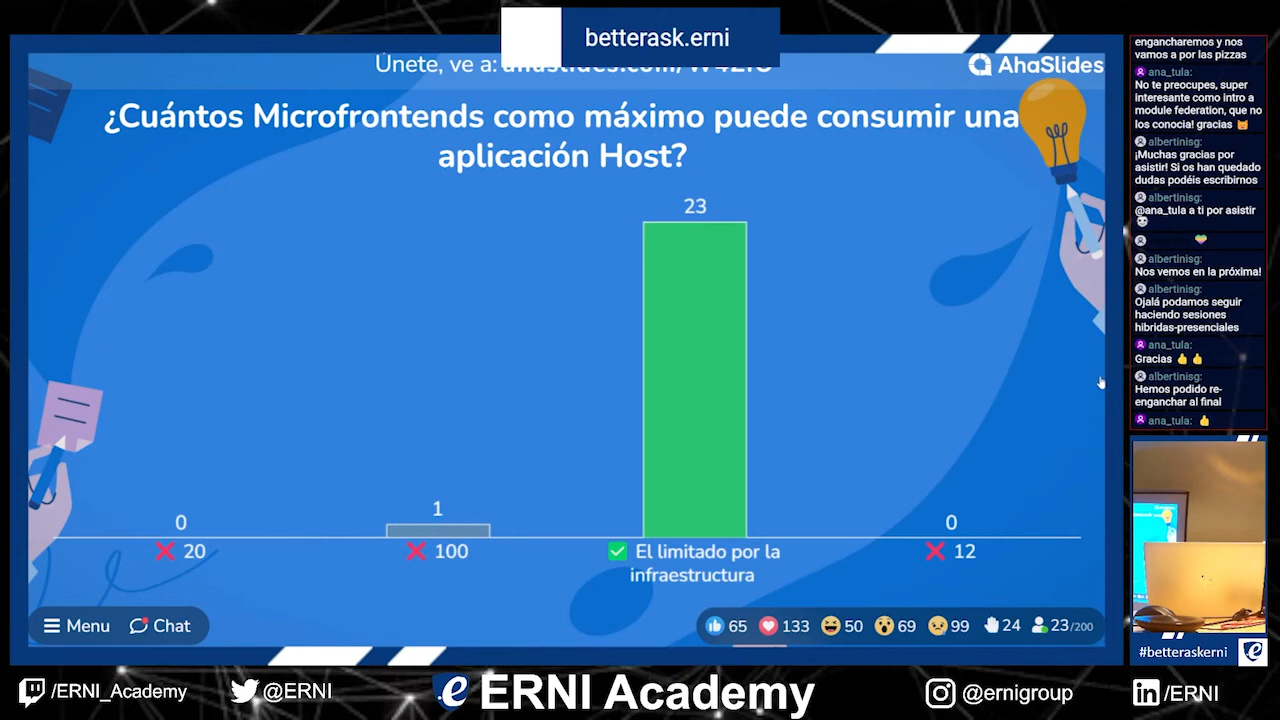 betterask.erni
Únete, ve a: ahaslides.com/
AhaSlides
¿Cuántos Microfrontends como máximo puede consumir una
aplicación Host?
23
1
0
0
20
100
El limitado por la
infraestructura
12
Menu
Chat
65
133
50
69
99
24
23/200
engancharemos y nos
vamos a por las pizzas
ana_tula:
No te preocupes, super
interesante como intro a
module federation, que no
los conocia! gracias
albertinisg:
¡Muchas gracias por
asistir! Si os han quedado
dudas podéis escribirnos
albertinisg:
@ana_tula a ti por asistir
albertinisg:
Nos vemos en la próxima!
albertinisg:
Ojalá podamos seguir
haciendo sesiones
hibridas-presenciales
ana_tula:
Gracias
albertinisg:
Hemos podido re-
enganchar al final
ana_tula:
#betteraskerni
/ERNI_Academy
@ERNI
ERNI Academy
@ernigroup
/ERNI